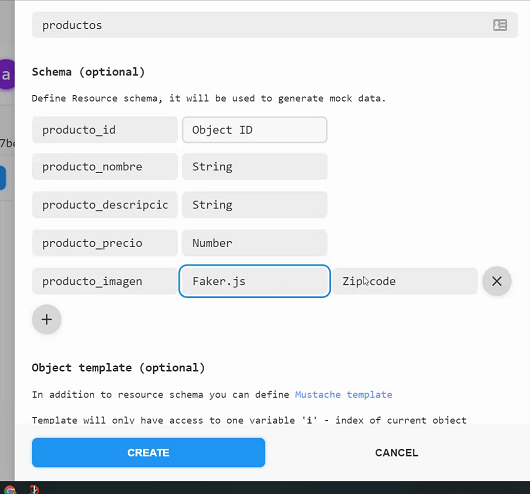 productos
Schema (optional)
Define Resource schema, it will be used to generate mock data.
a
producto_id Object ID
7be
producto_nombre String
producto_descripcic String
producto_precio Number
producto_imagen Faker.js Zipcode
Object template (optional)
In addition to resource schema you can define Mustache template
Template will only have access to one variable 'i' - index of current object
CREATE CANCEL